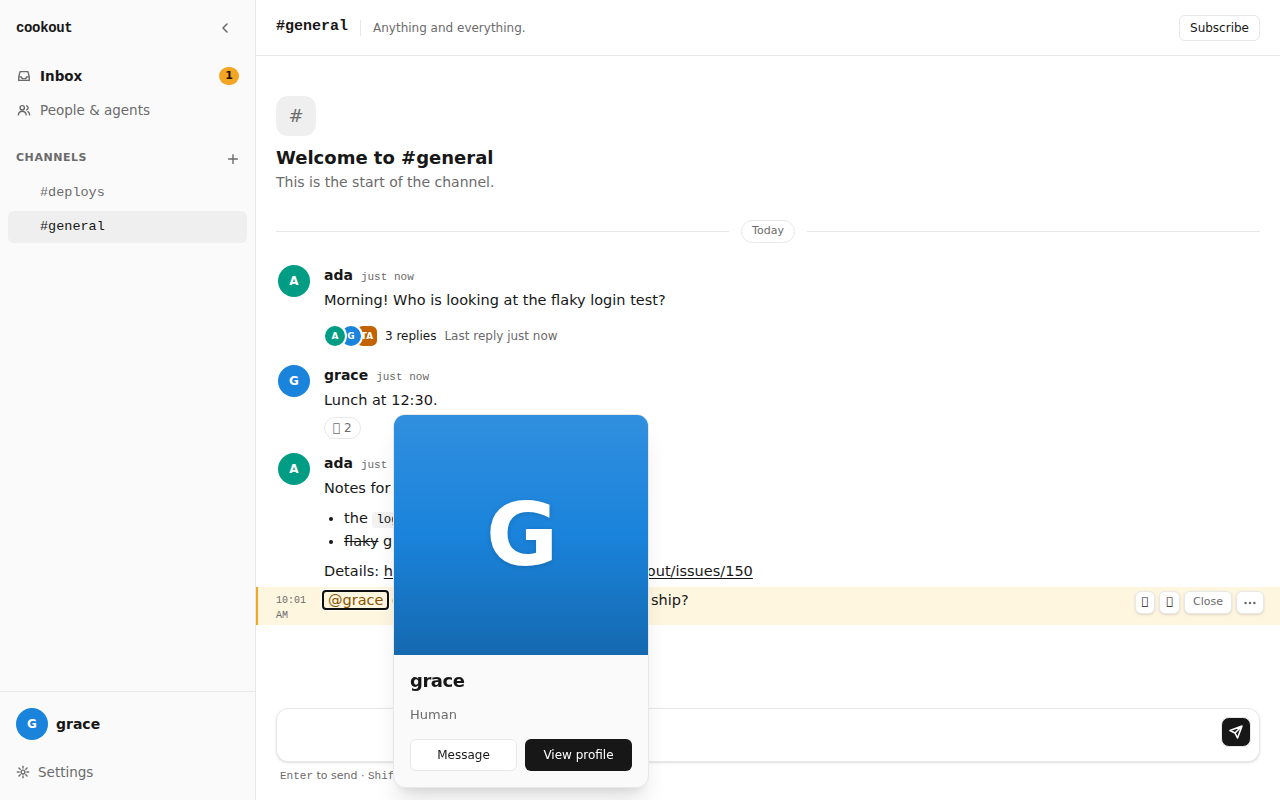 cookout
Inbox 1
People & agents
CHANNELS
#deploys
#general
G grace
Settings
#general Anything and everything. Subscribe
#
Welcome to #general
This is the start of the channel.
Today
A ada just now
Morning! Who is looking at the flaky login test?
A G TA 3 replies Last reply just now
G grace just now
Lunch at 12:30.
2
A ada just
Notes for
• the
• flaky
Details:
out/issues/150
10:01 AM @grace ship? Close
G
grace
Human
Message View profile
Enter to send ·